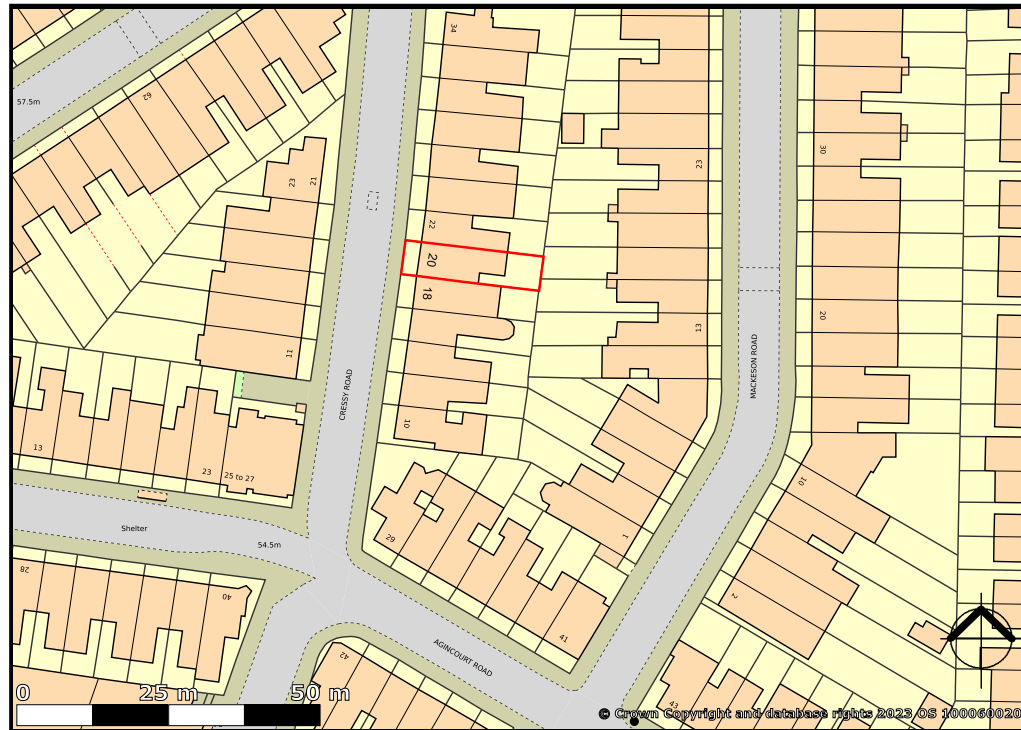 34
62
57.5m
30
23
23
21
22
20
18
20
13
11
MACKESON ROAD
CRESSY ROAD
10
13
23
25 to 27
10
Shelter
54.5m
29
1
28
40
2
41
AGINCOURT ROAD
42
43
0 25 m 50 m
© Crown Copyright and database rights 2023 OS 100060020